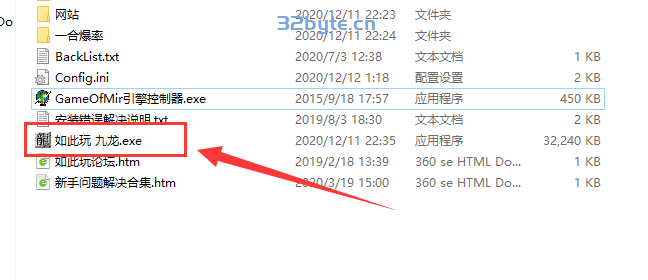 Do
网站 2020/12/11 22:23 文件夹
32byte.cn
一合爆率 2020/12/11 22:24 文件夹
BackList.txt 2020/7/3 12:38 文本文档 2 KB
Config.ini 2020/12/12 1:18 配置设置 2 KB
GameOfMir引擎控制器.exe 2015/9/18 17:57 应用程序 450 KB
安装错误解决说明.txt 2019/8/3 18:30 文本文档 2 KB
如此玩 九龙.exe 2020/12/11 22:35 应用程序 32,240 KB
如此玩论坛.htm 2019/2/18 13:39 360 se HTML Do... 1 KB
新手问题解决合集.htm 2020/3/19 15:00 360 se HTML Do... 1 KB